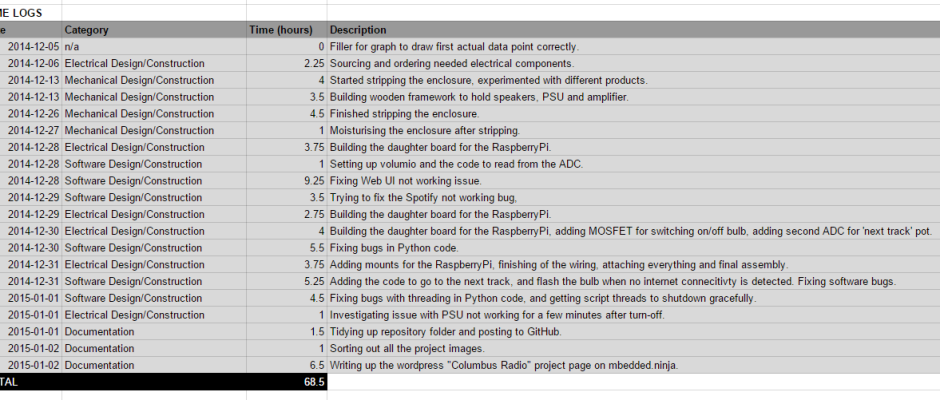 ME LOGS
e Category Time (hours) Description
2014-12-05 n/a 0 Filler for graph to draw first actual data point correctly.
2014-12-06 Electrical Design/Construction 2.25 Sourcing and ordering needed electrical components.
2014-12-13 Mechanical Design/Construction 4 Started stripping the enclosure, experimented with different products.
2014-12-13 Mechanical Design/Construction 3.5 Building wooden framework to hold speakers, PSU and amplifier.
2014-12-26 Mechanical Design/Construction 4.5 Finished stripping the enclosure.
2014-12-27 Mechanical Design/Construction 1 Moisturising the enclosure after stripping.
2014-12-28 Electrical Design/Construction 3.75 Building the daughter board for the RaspberryPi.
2014-12-28 Software Design/Construction 1 Setting up volumio and the code to read from the ADC.
2014-12-28 Software Design/Construction 9.25 Fixing Web UI not working issue.
2014-12-29 Software Design/Construction 3.5 Trying to fix the Spotify not working bug,
2014-12-29 Electrical Design/Construction 2.75 Building the daughter board for the RaspberryPi.
2014-12-30 Electrical Design/Construction 4 Building the daughter board for the RaspberryPi, adding MOSFET for switching on/off bulb, adding second ADC for 'next track' pot.
2014-12-30 Software Design/Construction 5.5 Fixing bugs in Python code.
2014-12-31 Electrical Design/Construction 3.75 Adding mounts for the RaspberryPi, finishing of the wiring, attaching everything and final assembly.
2014-12-31 Software Design/Construction 5.25 Adding the code to go to the next track, and flash the bulb when no internet connecitivty is detected. Fixing software bugs.
2015-01-01 Software Design/Construction 4.5 Fixing bugs with threading in Python code, and getting script threads to shutdown gracefully.
2015-01-01 Electrical Design/Construction 1 Investigating issue with PSU not working for a few minutes after turn-off.
2015-01-01 Documentation 1.5 Tidying up repository folder and posting to GitHub.
2015-01-02 Documentation 1 Sorting out all the project images.
2015-01-02 Documentation 6.5 Writing up the wordpress "Columbus Radio" project page on mbedded.ninja.
TAL 68.5